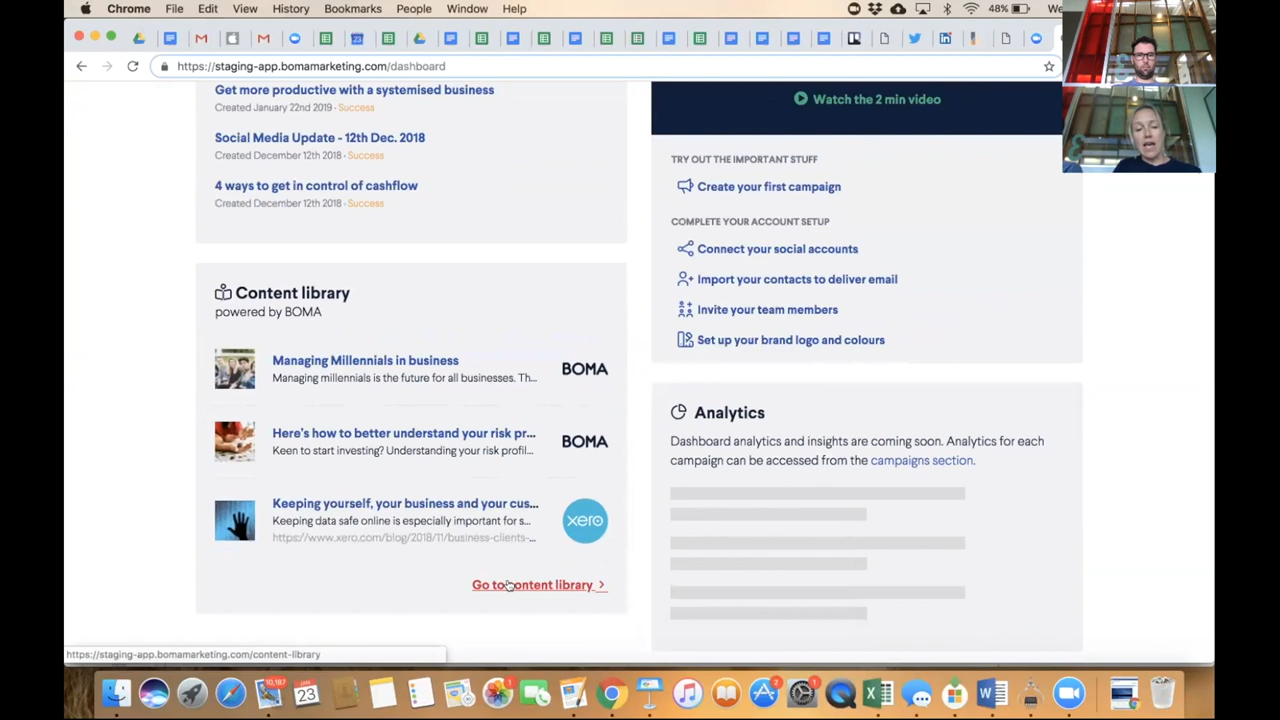 Chrome File Edit View History Bookmarks People Window Help 48% We
23
https://staging-app.bomamarketing.com/dashboard
Get more productive with a systemised business
Created January 22nd 2019 · Success
Social Media Update - 12th Dec. 2018
Created December 12th 2018 · Success
4 ways to get in control of cashflow
Created December 12th 2018 · Success
Content library
powered by BOMA
Managing Millennials in business
Managing millennials is the future for all businesses. Th...
BOMA
Here's how to better understand your risk pr...
Keen to start investing? Understanding your risk profil...
BOMA
Keeping yourself, your business and your cus...
Keeping data safe online is especially important for s...
https://www.xero.com/blog/2018/11/business-clients-...
xero
Go to content library >
Watch the 2 min video
TRY OUT THE IMPORTANT STUFF
Create your first campaign
COMPLETE YOUR ACCOUNT SETUP
Connect your social accounts
Import your contacts to deliver email
Invite your team members
Set up your brand logo and colours
Analytics
Dashboard analytics and insights are coming soon. Analytics for each
campaign can be accessed from the campaigns section.
https://staging-app.bomamarketing.com/content-library
10,187
JAN
23
1
2
1